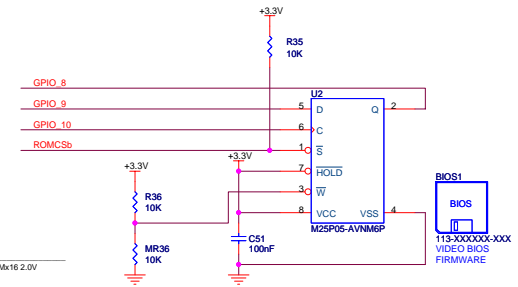 +3.3V
R35
10K
GPIO_8
U2
GPIO_9
5 D Q 2
GPIO_10
6 C
ROMCSb
1 S
+3.3V
+3.3V
7 HOLD
BIOS1
R36
10K
3 W
BIOS
8 VCC VSS 4
M25P05-AVNM6P
MR36
10K
C51
100nF
113-XXXXXX-XXX
VIDEO BIOS
FIRMWARE
Mx16 2.0V